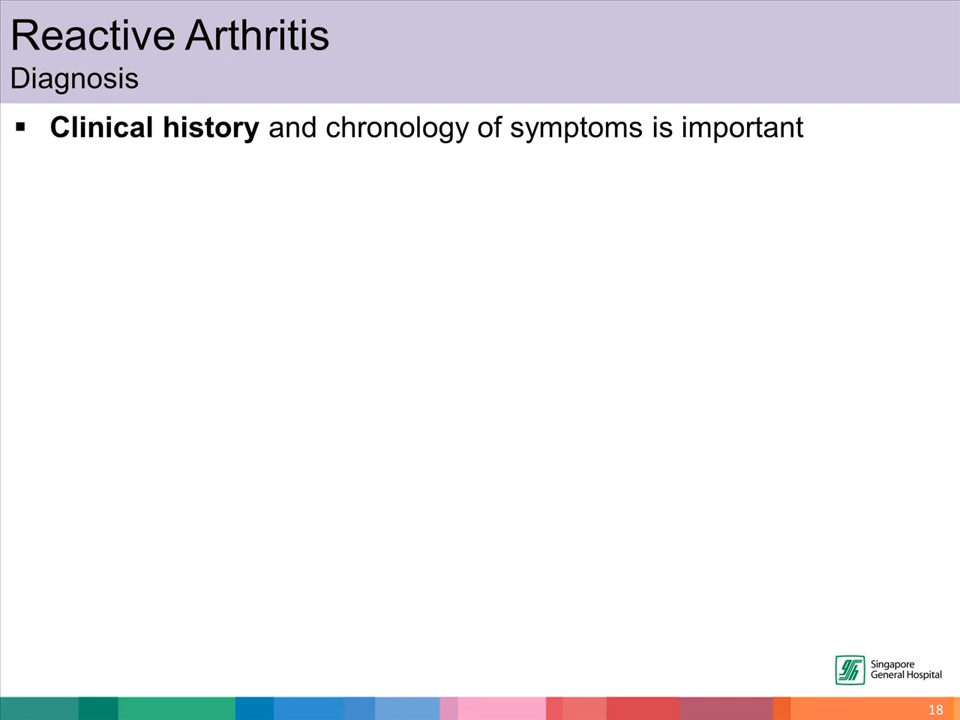 Reactive Arthritis
Diagnosis
▪ Clinical history and chronology of symptoms is important
Singapore
General Hospital
18